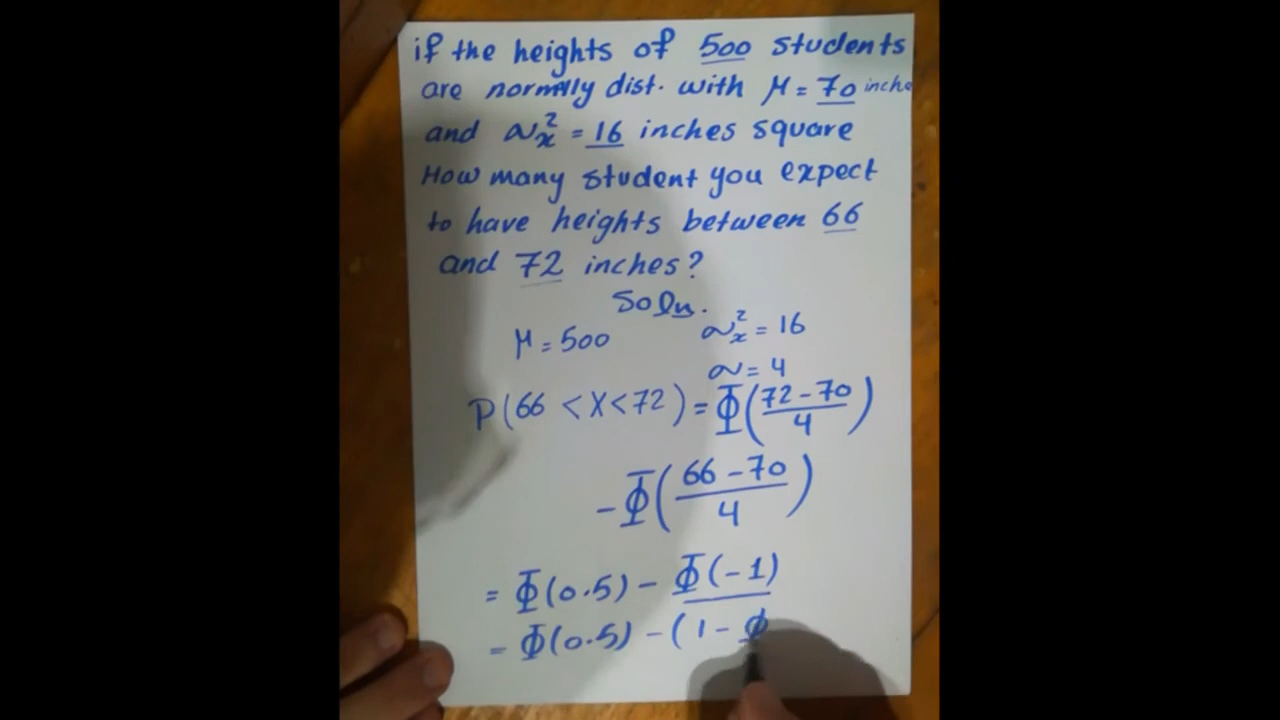 if the heights of 500 students
are normally dist. with μ = 70 inche
and σ²ₓ = 16 inches square
How many student you expect
to have heights between 66
and 72 inches?
Soln.
μ = 500 σ²ₓ = 16
σ = 4
P(66 < X < 72) = Φ((72 - 70)/4)
- Φ((66 - 70)/4)
= Φ(0.5) - Φ(-1)
= Φ(0.5) - (1 - Φ